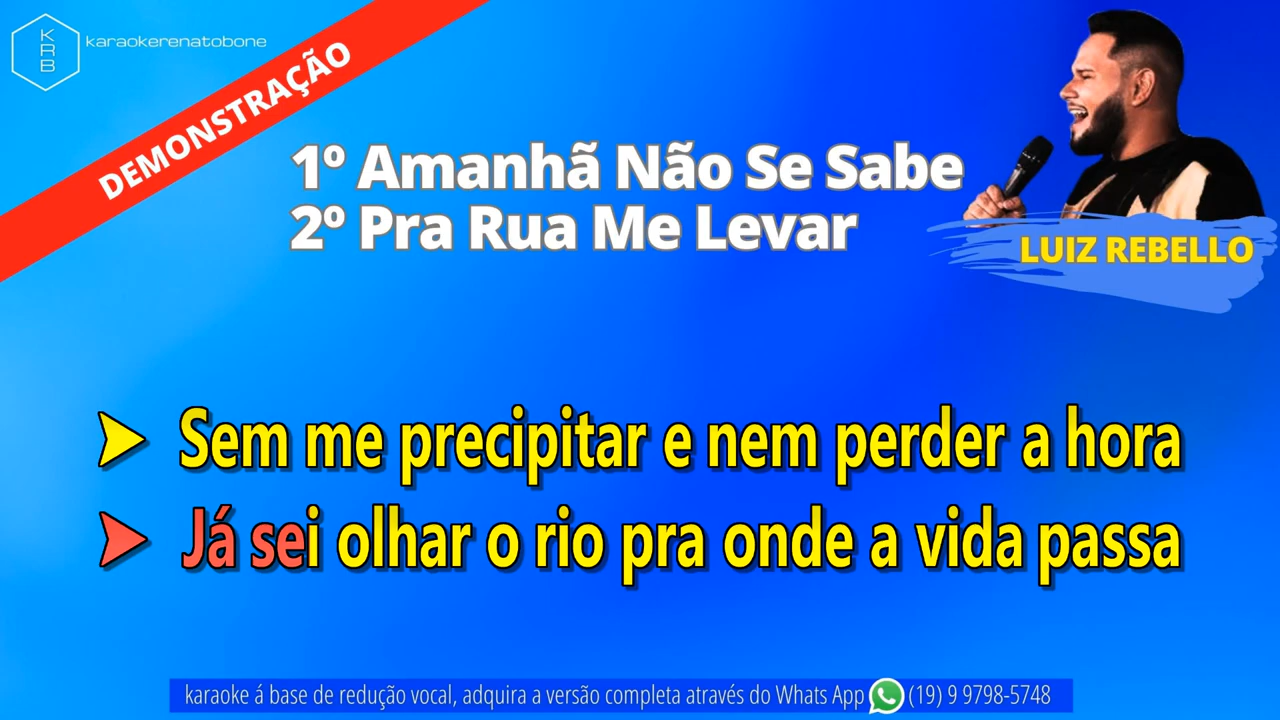 KRB
karaokerenatobone
DEMONSTRAÇÃO
1º Amanhã Não Se Sabe
2º Pra Rua Me Levar
LUIZ REBELLO
Sem me precipitar e nem perder a hora
Já sei olhar o rio pra onde a vida passa
karaoke á base de redução vocal, adquira a versão completa através do Whats App (19) 9 9798-5748